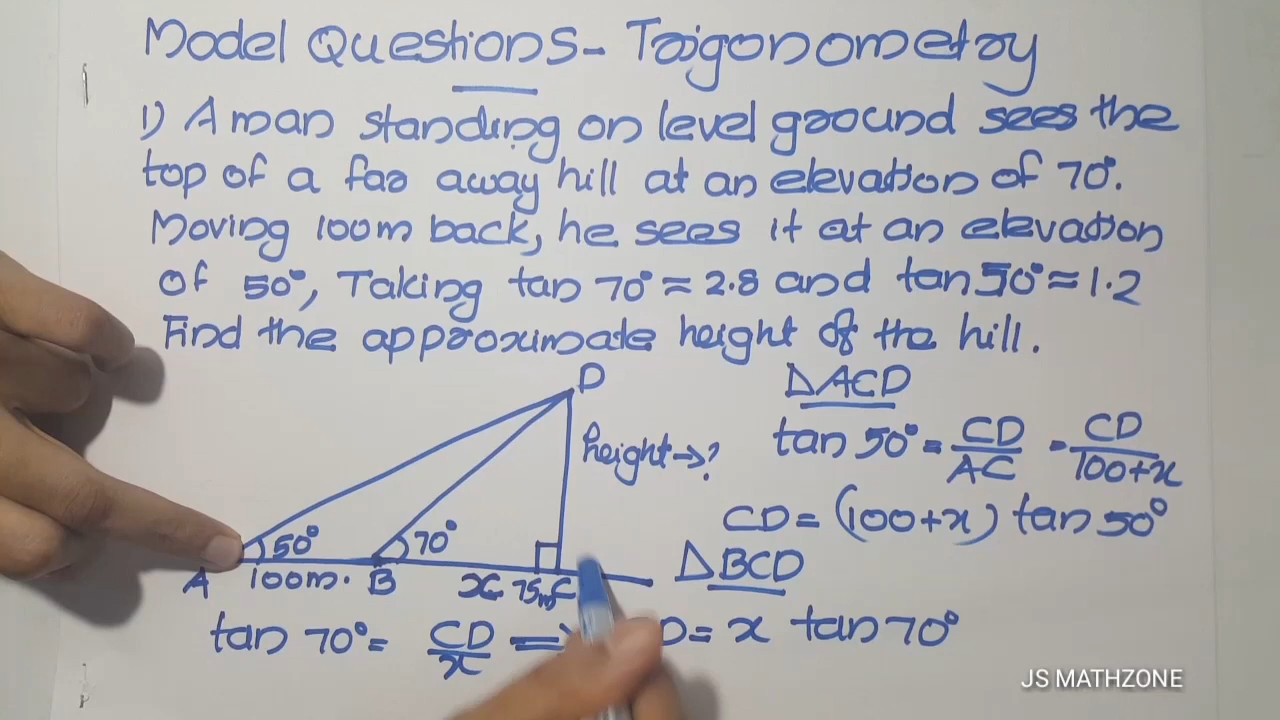 Model Questions- Trigonometry
1) A man standing on level ground sees the
top of a far away hill at an elevation of 70°.
Moving 100m back, he sees it at an elevation
of 50°, Taking tan 70° ≈ 2.8 and tan 50° ≈ 1.2
Find the approximate height of the hill.
D
height→?
50°
70°
A 100m. B x 75m C
ΔACD
tan 50° = CD/AC = CD/100+x
CD = (100+x) tan 50°
ΔBCD
tan 70° = CD/x D = x tan 70°
JS MATHZONE